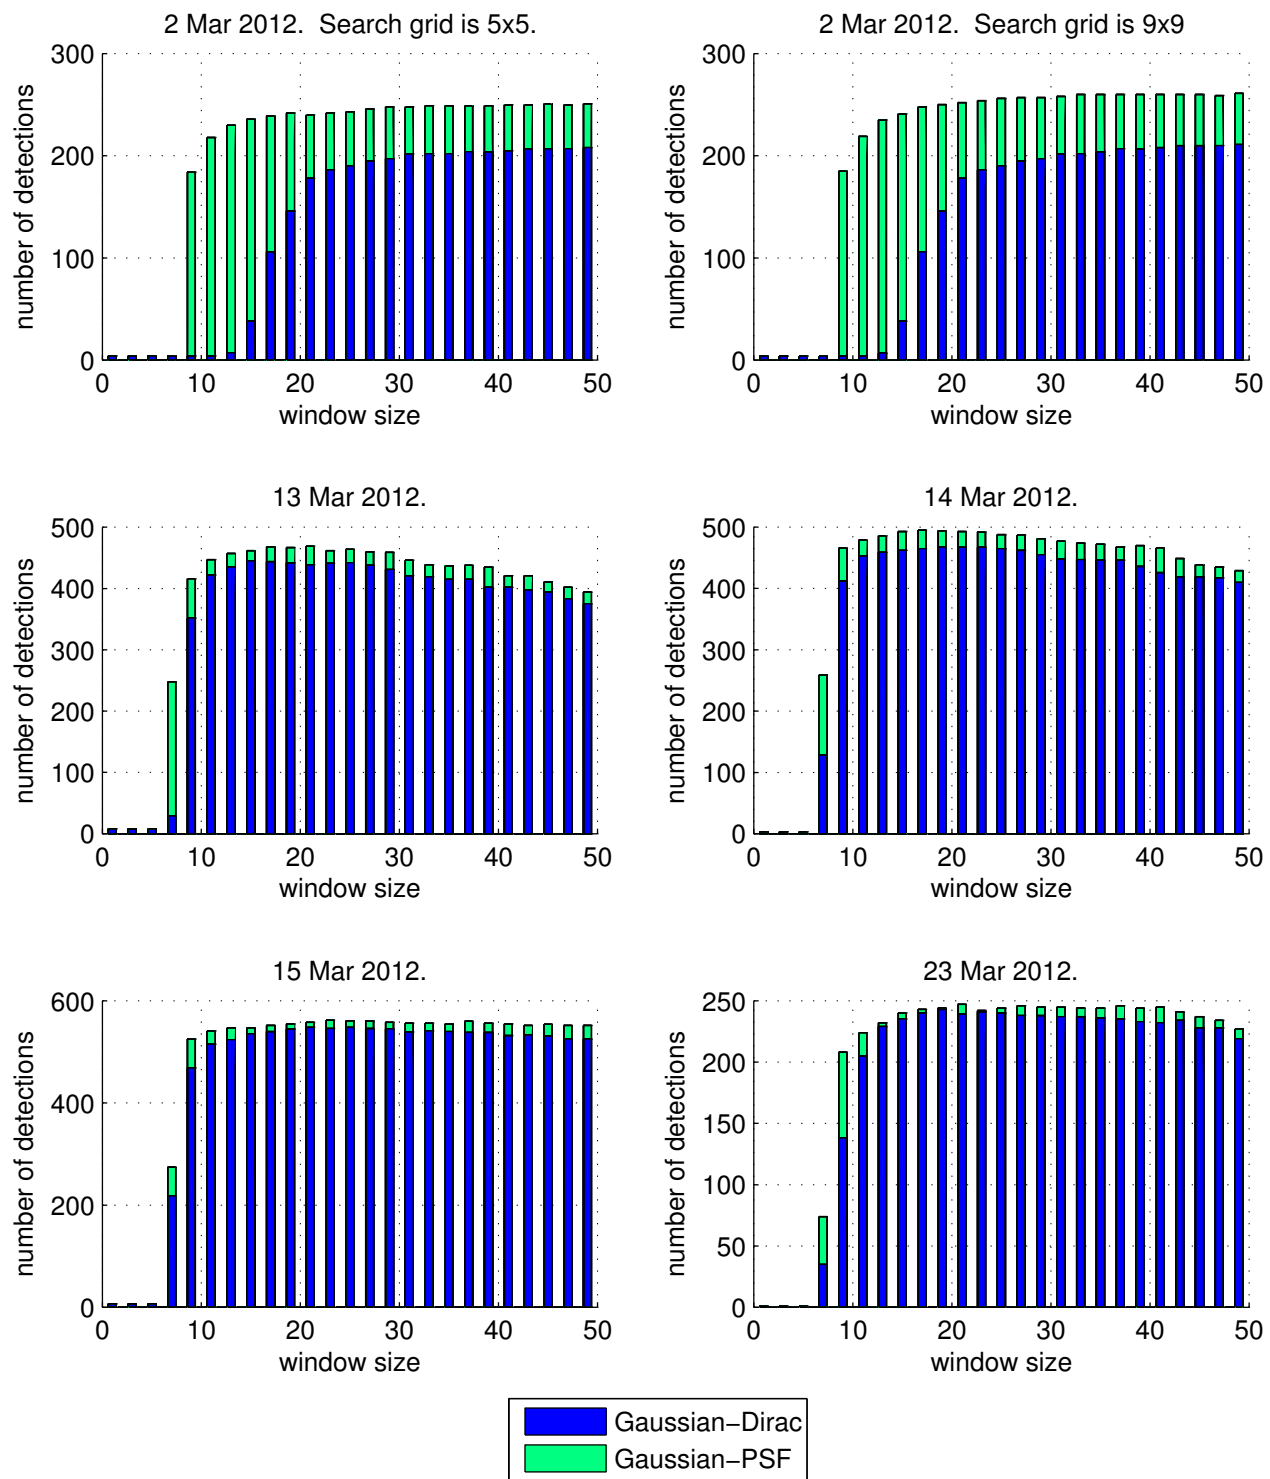 2 Mar 2012.  Search grid is 5x5.
300
200
100
0
number of detections
0 10 20 30 40 50
window size
2 Mar 2012.  Search grid is 9x9
300
200
100
0
number of detections
0 10 20 30 40 50
window size
13 Mar 2012.
500
400
300
200
100
0
number of detections
0 10 20 30 40 50
window size
14 Mar 2012.
500
400
300
200
100
0
number of detections
0 10 20 30 40 50
window size
15 Mar 2012.
600
400
200
0
number of detections
0 10 20 30 40 50
window size
23 Mar 2012.
250
200
150
100
50
0
number of detections
0 10 20 30 40 50
window size
Gaussian−Dirac
Gaussian−PSF